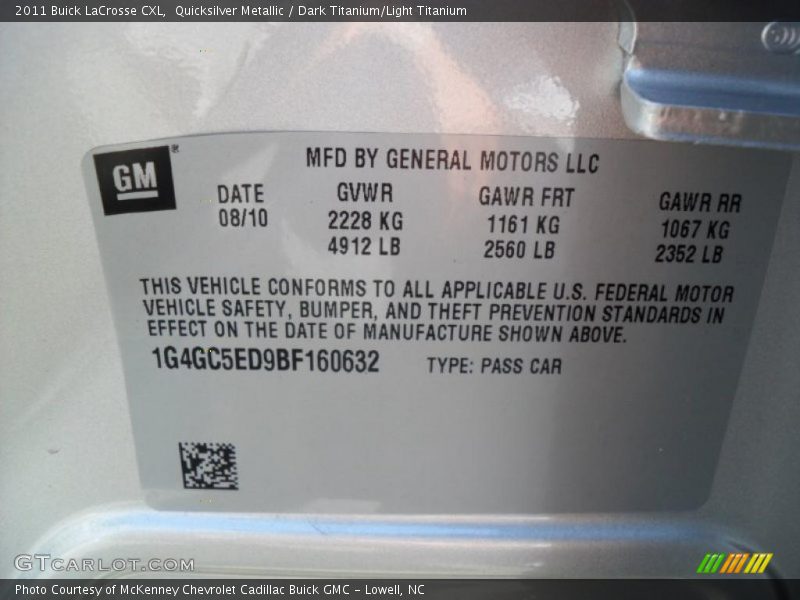 2011 Buick LaCrosse CXL,  Quicksilver Metallic / Dark Titanium/Light Titanium
GM®
MFD BY GENERAL MOTORS LLC
DATE GVWR GAWR FRT GAWR RR
08/10 2228 KG 1161 KG 1067 KG
4912 LB 2560 LB 2352 LB
THIS VEHICLE CONFORMS TO ALL APPLICABLE U.S. FEDERAL MOTOR
VEHICLE SAFETY, BUMPER, AND THEFT PREVENTION STANDARDS IN
EFFECT ON THE DATE OF MANUFACTURE SHOWN ABOVE.
1G4GC5ED9BF160632 TYPE: PASS CAR
GTCARLOT.COM
Photo Courtesy of McKenney Chevrolet Cadillac Buick GMC - Lowell, NC